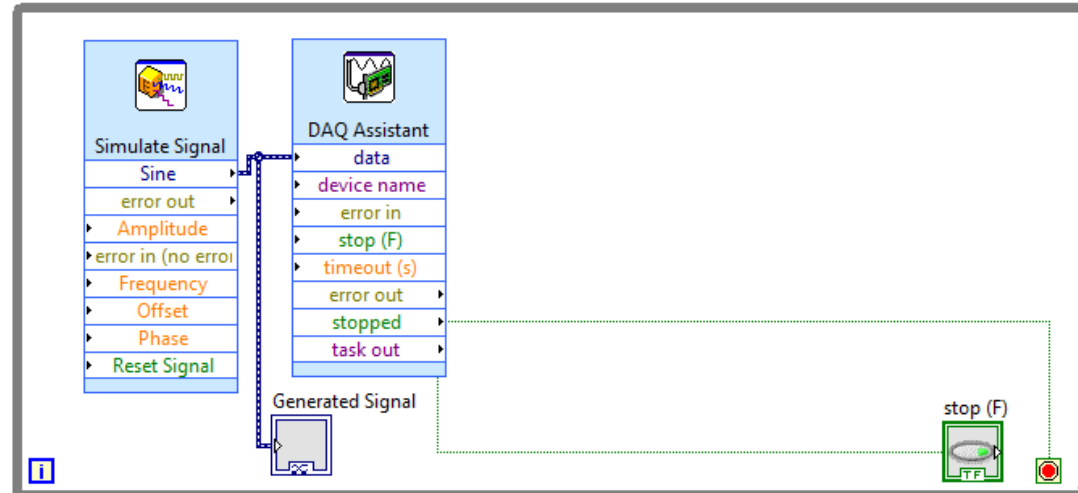 Simulate Signal
Sine
error out
Amplitude
error in (no error
Frequency
Offset
Phase
Reset Signal
DAQ Assistant
data
device name
error in
stop (F)
timeout (s)
error out
stopped
task out
Generated Signal
stop (F)
TF
i